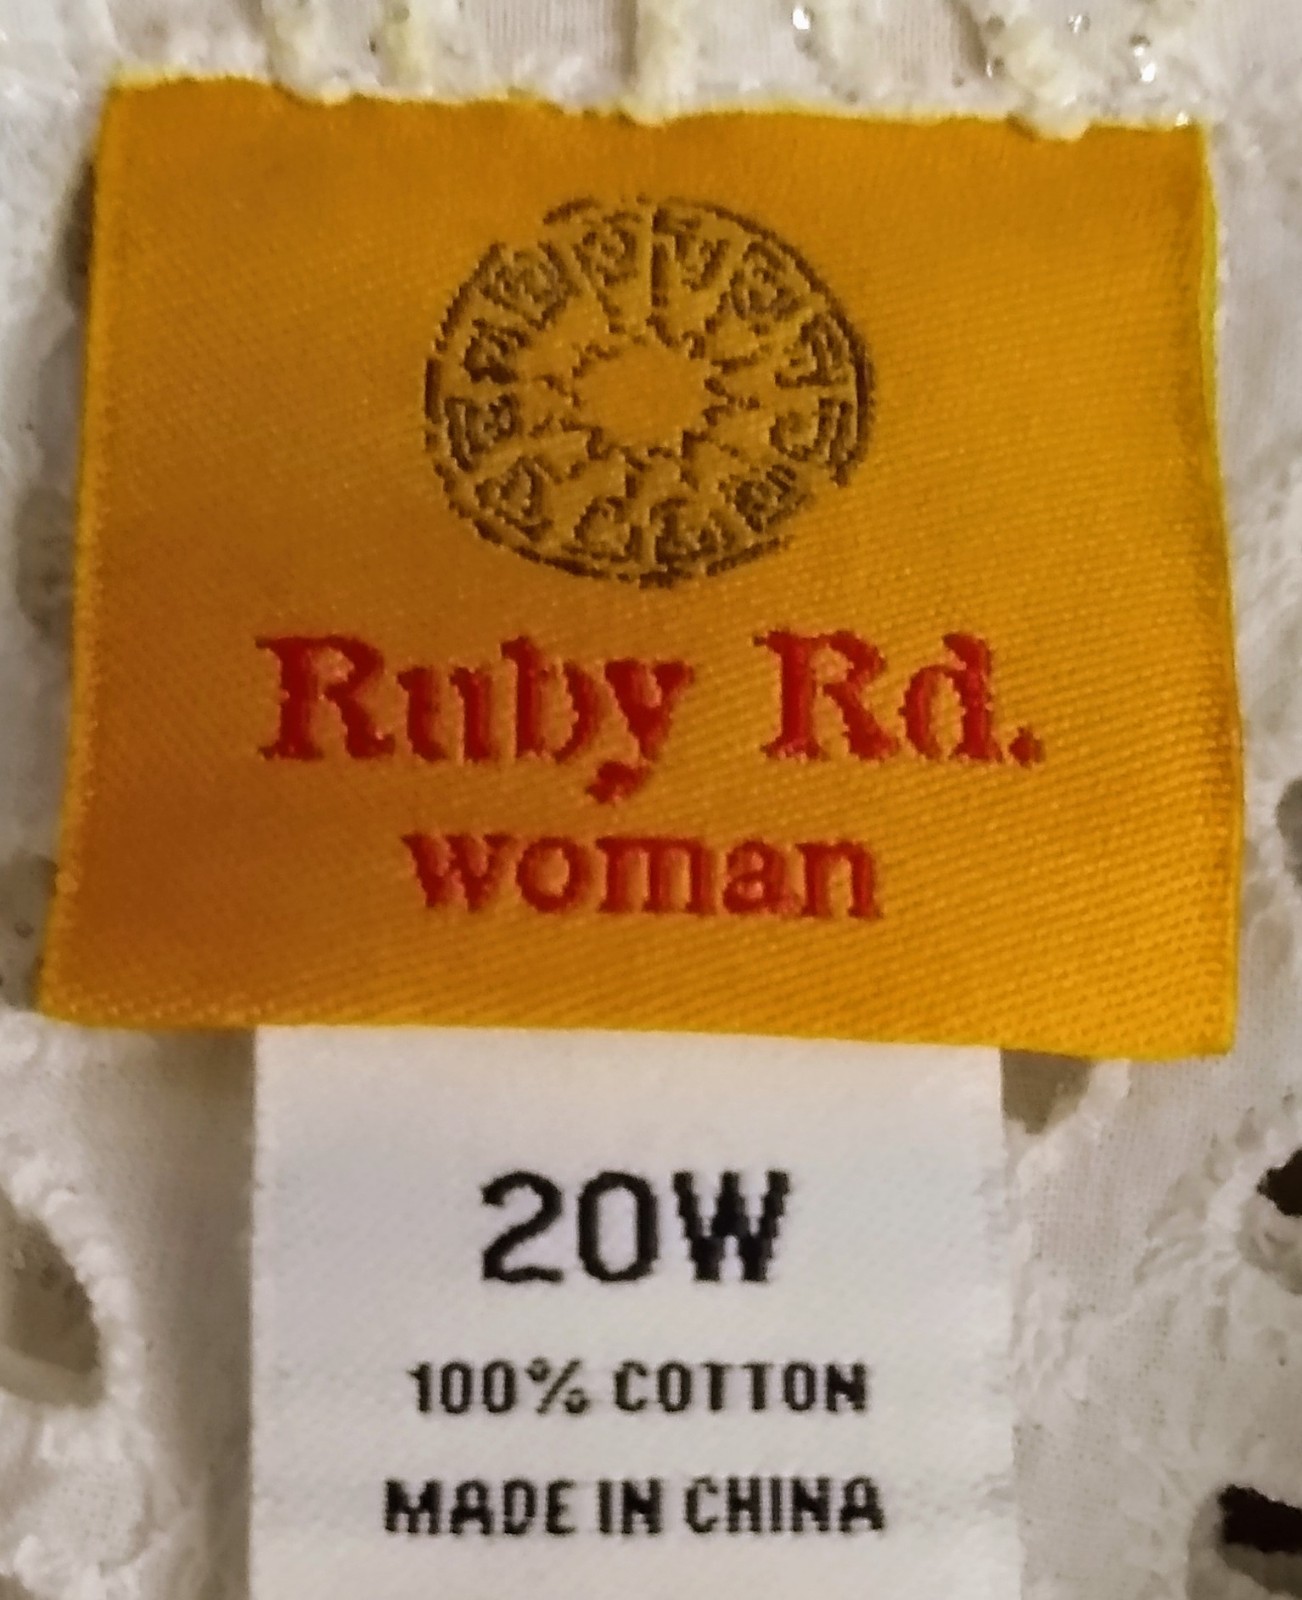 Ruby Rd.
woman
20W
100% COTTON
MADE IN CHINA